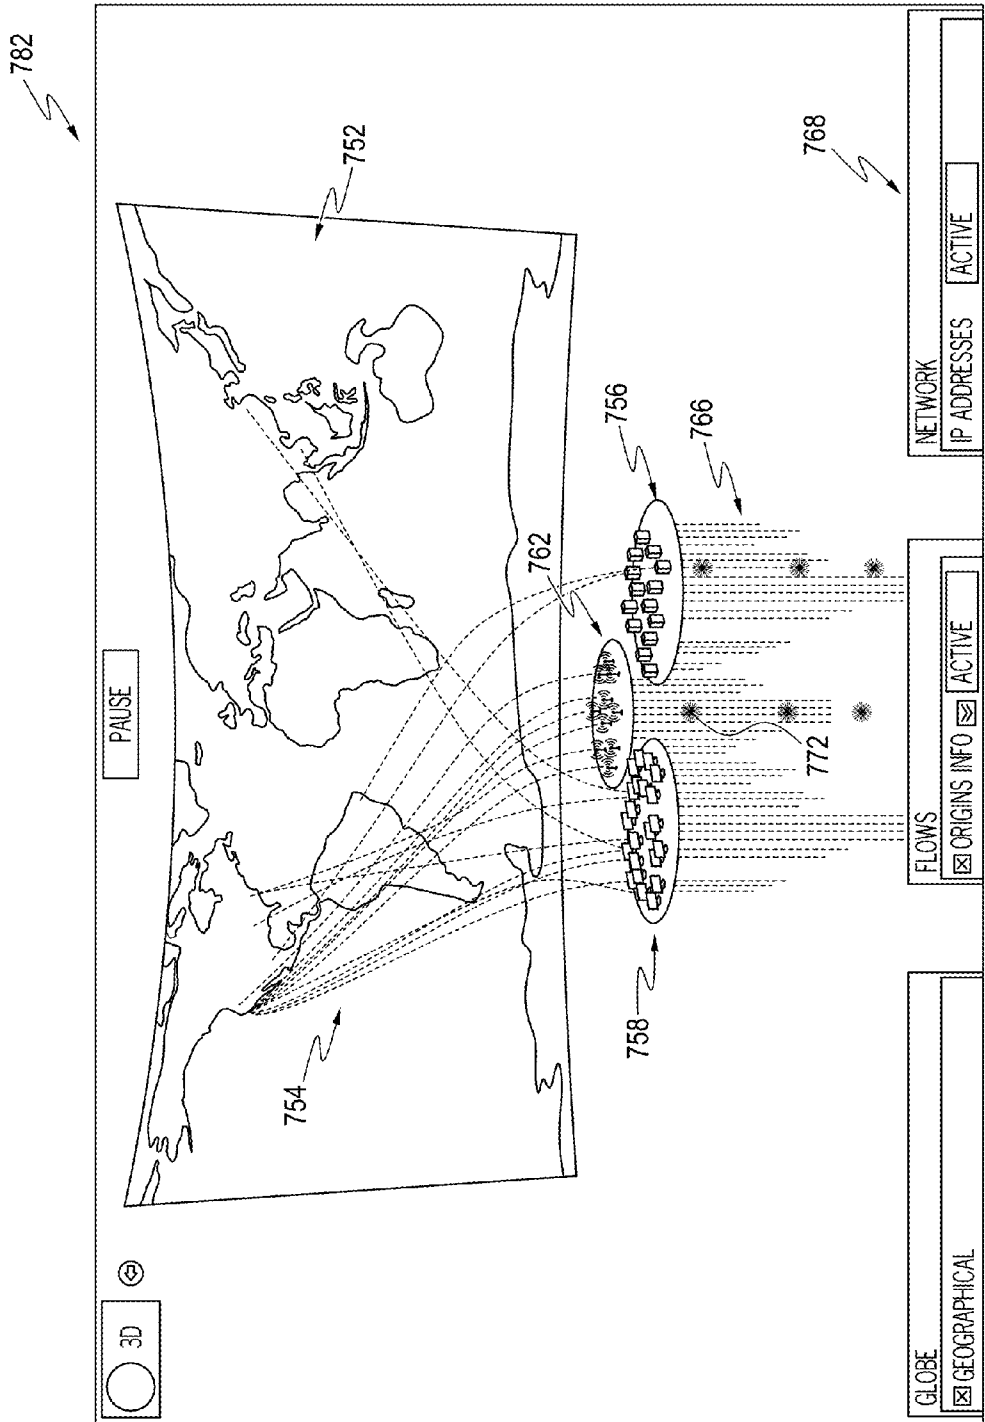 782
3D
PAUSE
752
754
756
762
758
766
772
768
GLOBE
GEOGRAPHICAL
FLOWS
ORIGINS INFO ACTIVE
NETWORK
IP ADDRESSES ACTIVE